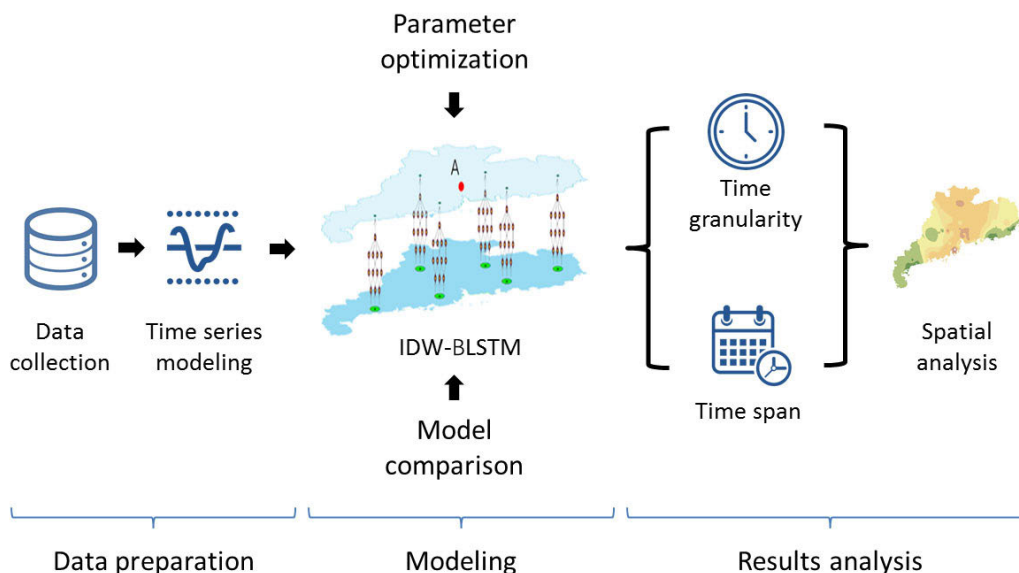 Parameter
optimization
A
Data
collection
Time series
modeling
IDW-BLSTM
Model
comparison
Time
granularity
Time span
Spatial
analysis
Data preparation
Modeling
Results analysis